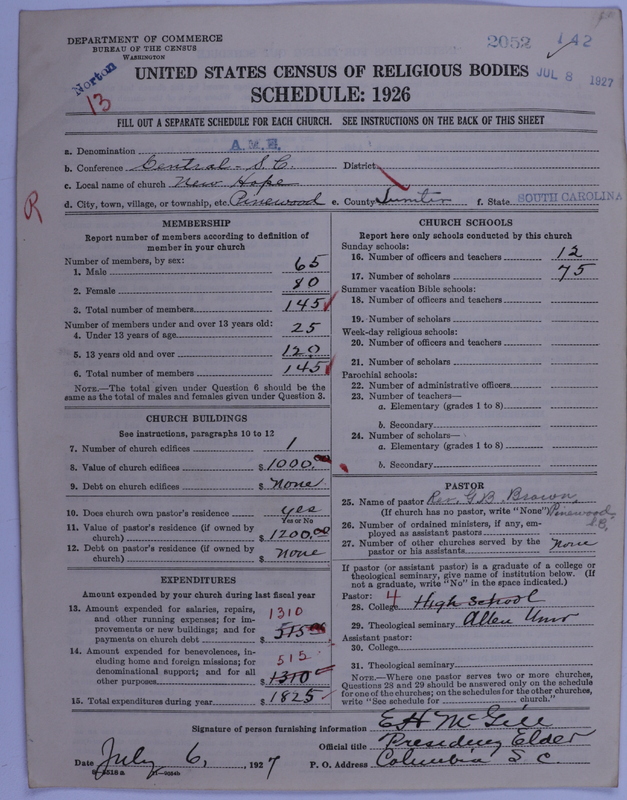 DEPARTMENT OF COMMERCE
BUREAU OF THE CENSUS
WASHINGTON
2052 142
Norton
13
UNITED STATES CENSUS OF RELIGIOUS BODIES
JUL 8 1927
SCHEDULE: 1926
FILL OUT A SEPARATE SCHEDULE FOR EACH CHURCH. SEE INSTRUCTIONS ON THE BACK OF THIS SHEET
a. Denomination A. M. E.
b. Conference Central - S. C. District
c. Local name of church New Hope
R
d. City, town, village, or township, etc. Pinewood e. County Sumter f. State SOUTH CAROLINA
MEMBERSHIP
Report number of members according to definition of
member in your church
Number of members, by sex:
1. Male 65
2. Female 80
3. Total number of members 145
Number of members under and over 13 years old:
4. Under 13 years of age 25
5. 13 years old and over 120
6. Total number of members 145
NOTE.—The total given under Question 6 should be the
same as the total of males and females given under Question 3.
CHURCH BUILDINGS
See instructions, paragraphs 10 to 12
7. Number of church edifices 1
8. Value of church edifices $ 1000.00
9. Debt on church edifices $ None
10. Does church own pastor's residence yes
Yes or No
11. Value of pastor's residence (if owned by
church) $ 1200.00
12. Debt on pastor's residence (if owned by
church) $ None
EXPENDITURES
Amount expended by your church during last fiscal year
13. Amount expended for salaries, repairs, 1310
and other running expenses; for im-
provements or new buildings; and for
payments on church debt $ 515.00
14. Amount expended for benevolences, in- 515.
cluding home and foreign missions; for
denominational support; and for all
other purposes $ 1310
15. Total expenditures during year $ 1825
CHURCH SCHOOLS
Report here only schools conducted by this church
Sunday schools:
16. Number of officers and teachers 12
17. Number of scholars 75
Summer vacation Bible schools:
18. Number of officers and teachers
19. Number of scholars
Week-day religious schools:
20. Number of officers and teachers
21. Number of scholars
Parochial schools:
22. Number of administrative officers
23. Number of teachers—
a. Elementary (grades 1 to 8)
b. Secondary
24. Number of scholars—
a. Elementary (grades 1 to 8)
b. Secondary
PASTOR
25. Name of pastor Rev. G. B. Brown,
(If church has no pastor, write "None") Pinewood, S.C.
26. Number of ordained ministers, if any, em-
ployed as assistant pastors
27. Number of other churches served by the
pastor or his assistants None
If pastor (or assistant pastor) is a graduate of a college or
theological seminary, give name of institution below. (If
not a graduate, write "No" in the space indicated.)
Pastor: 4
28. College High School
29. Theological seminary Allen Univ
Assistant pastor:
30. College
31. Theological seminary
NOTE.—Where one pastor serves two or more churches,
Questions 28 and 29 should be answered only on the schedule
for one of the churches; on the schedules for the other churches,
write "See schedule for church."
Signature of person furnishing information E H McGill
Official title Presiding Elder
Date July 6, 1927 P. O. Address Columbia S C